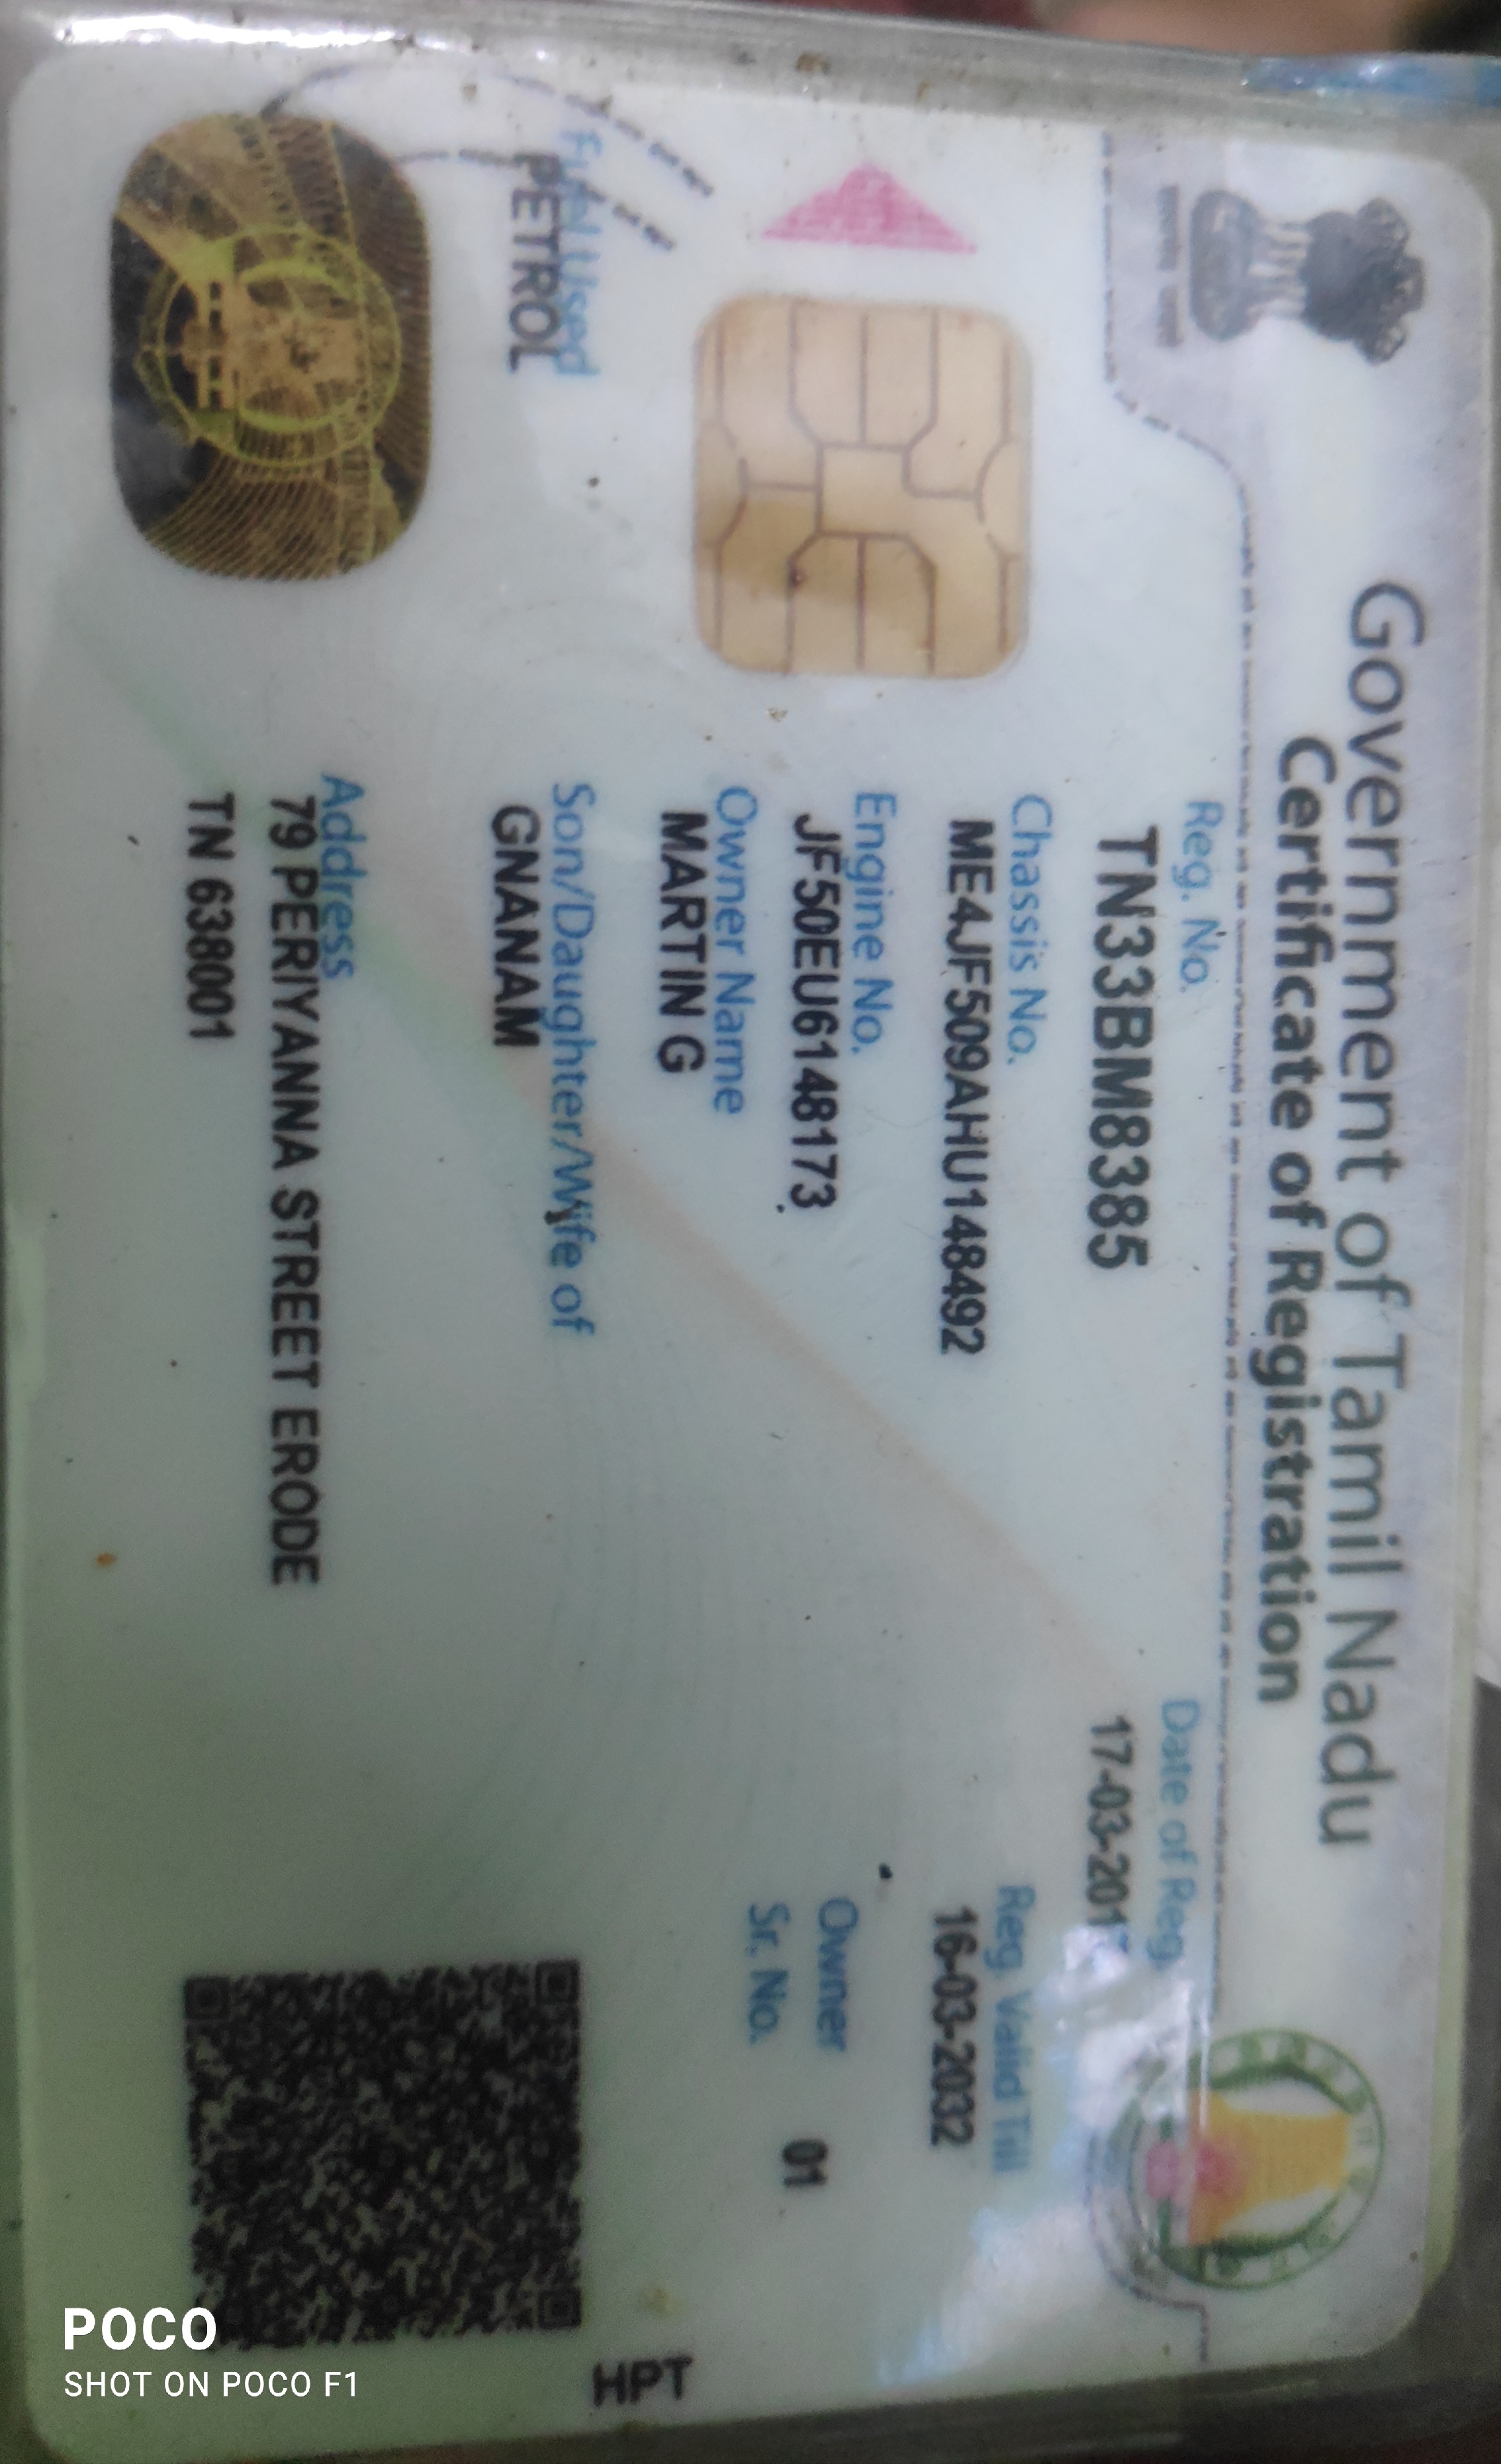 Government of Tamil Nadu
Certificate of Registration
Reg. No.
TN33BM8385
Date of Reg.
17-03-201
Chassis No.
ME4JF509AHU148492
Reg. Valid Till
16-03-2032
Engine No.
JF50EU6148173
Owner
Sr. No.
01
Owner Name
MARTIN G
Fuel Used
PETROL
Son/Daughter/Wife of
GNANAM
Address
79 PERIYANNA STREET ERODE
TN 638001
HPT
POCO
SHOT ON POCO F1